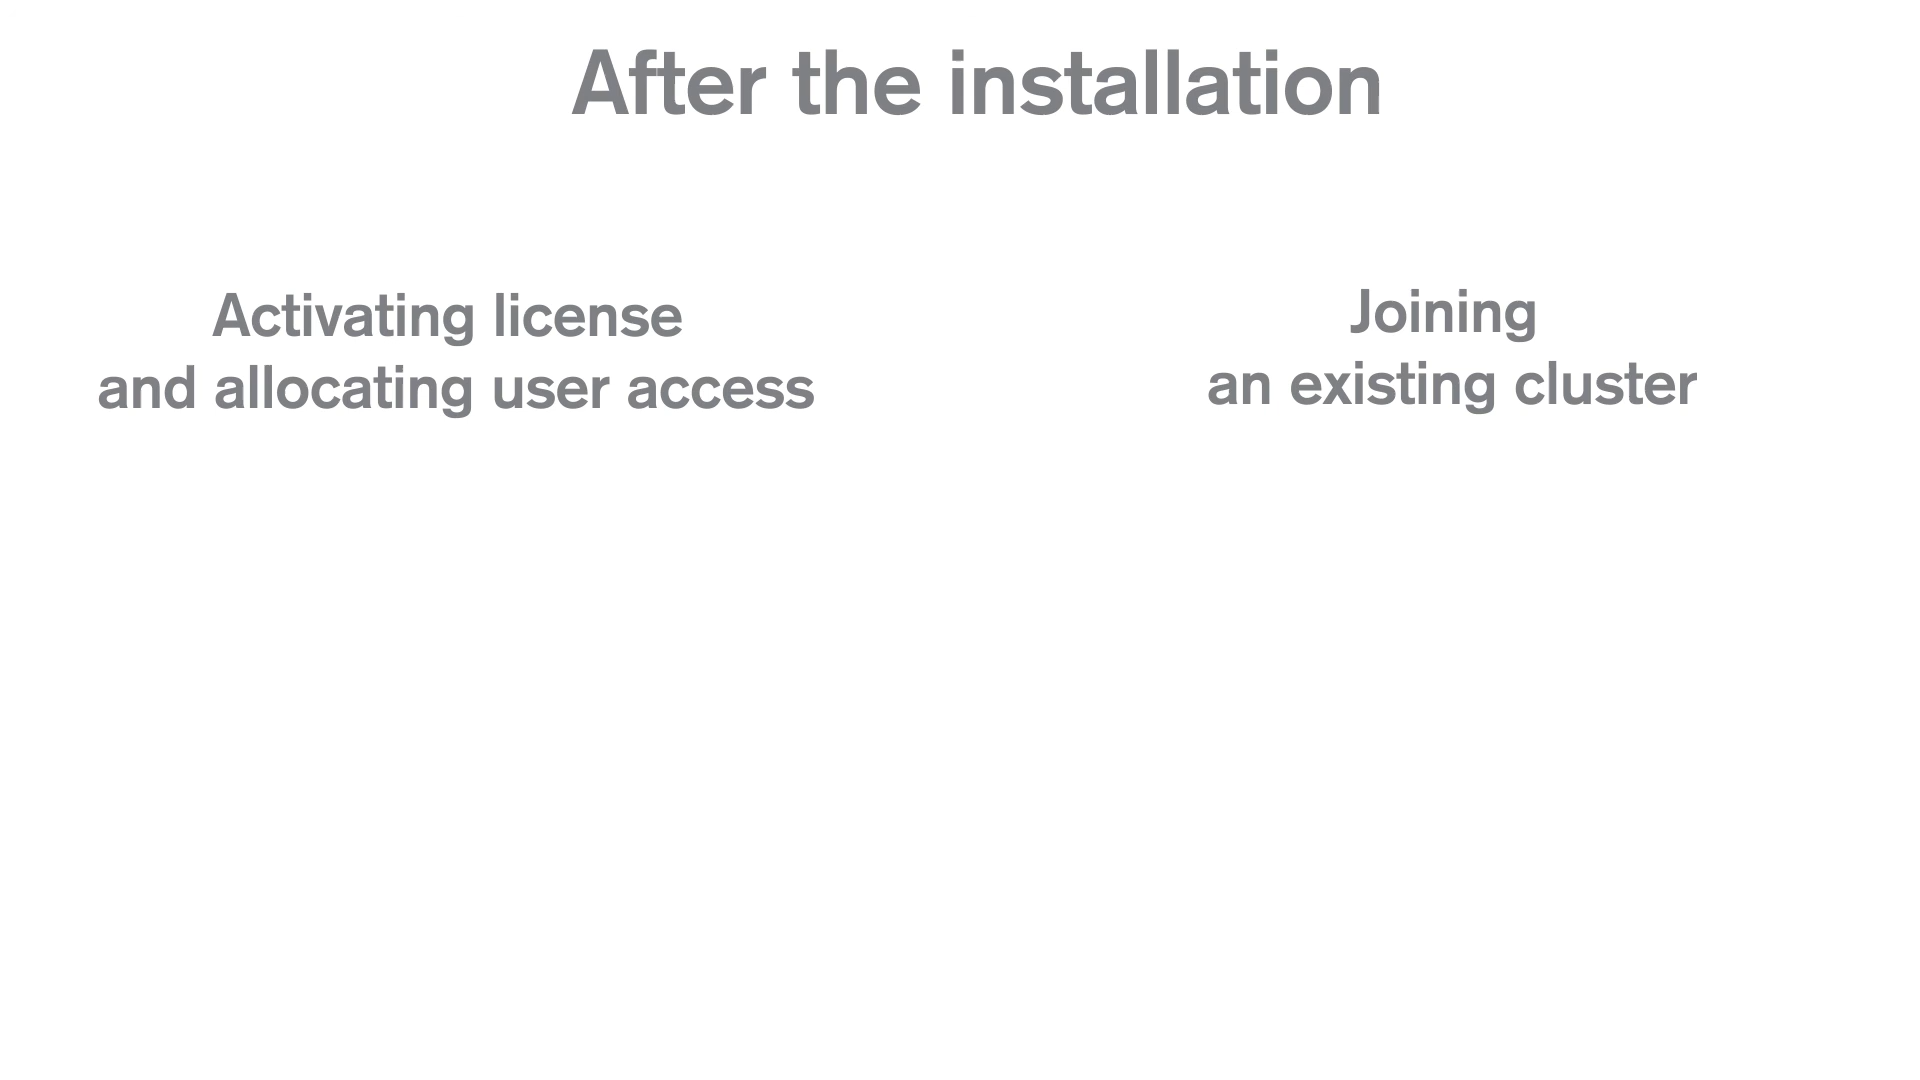 After the installation
Activating license
and allocating user access
Joining
an existing cluster